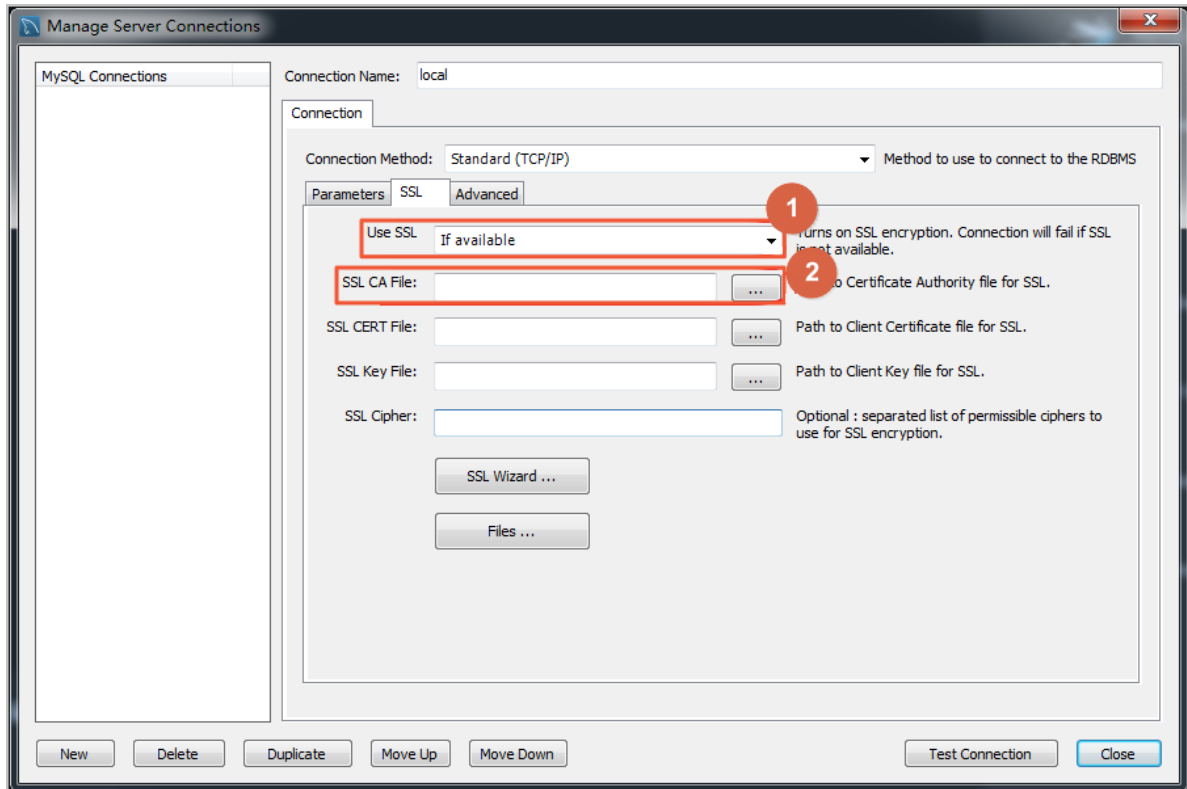 Manage Server Connections
MySQL Connections
Connection Name: local
Connection
Connection Method: Standard (TCP/IP) Method to use to connect to the RDBMS
Parameters SSL Advanced
1
Use SSL If available Turns on SSL encryption. Connection will fail if SSL
is not available.
2
SSL CA File: ... to Certificate Authority file for SSL.
SSL CERT File: ... Path to Client Certificate file for SSL.
SSL Key File: ... Path to Client Key file for SSL.
SSL Cipher: Optional : separated list of permissible ciphers to
use for SSL encryption.
SSL Wizard ...
Files ...
New Delete Duplicate Move Up Move Down Test Connection Close